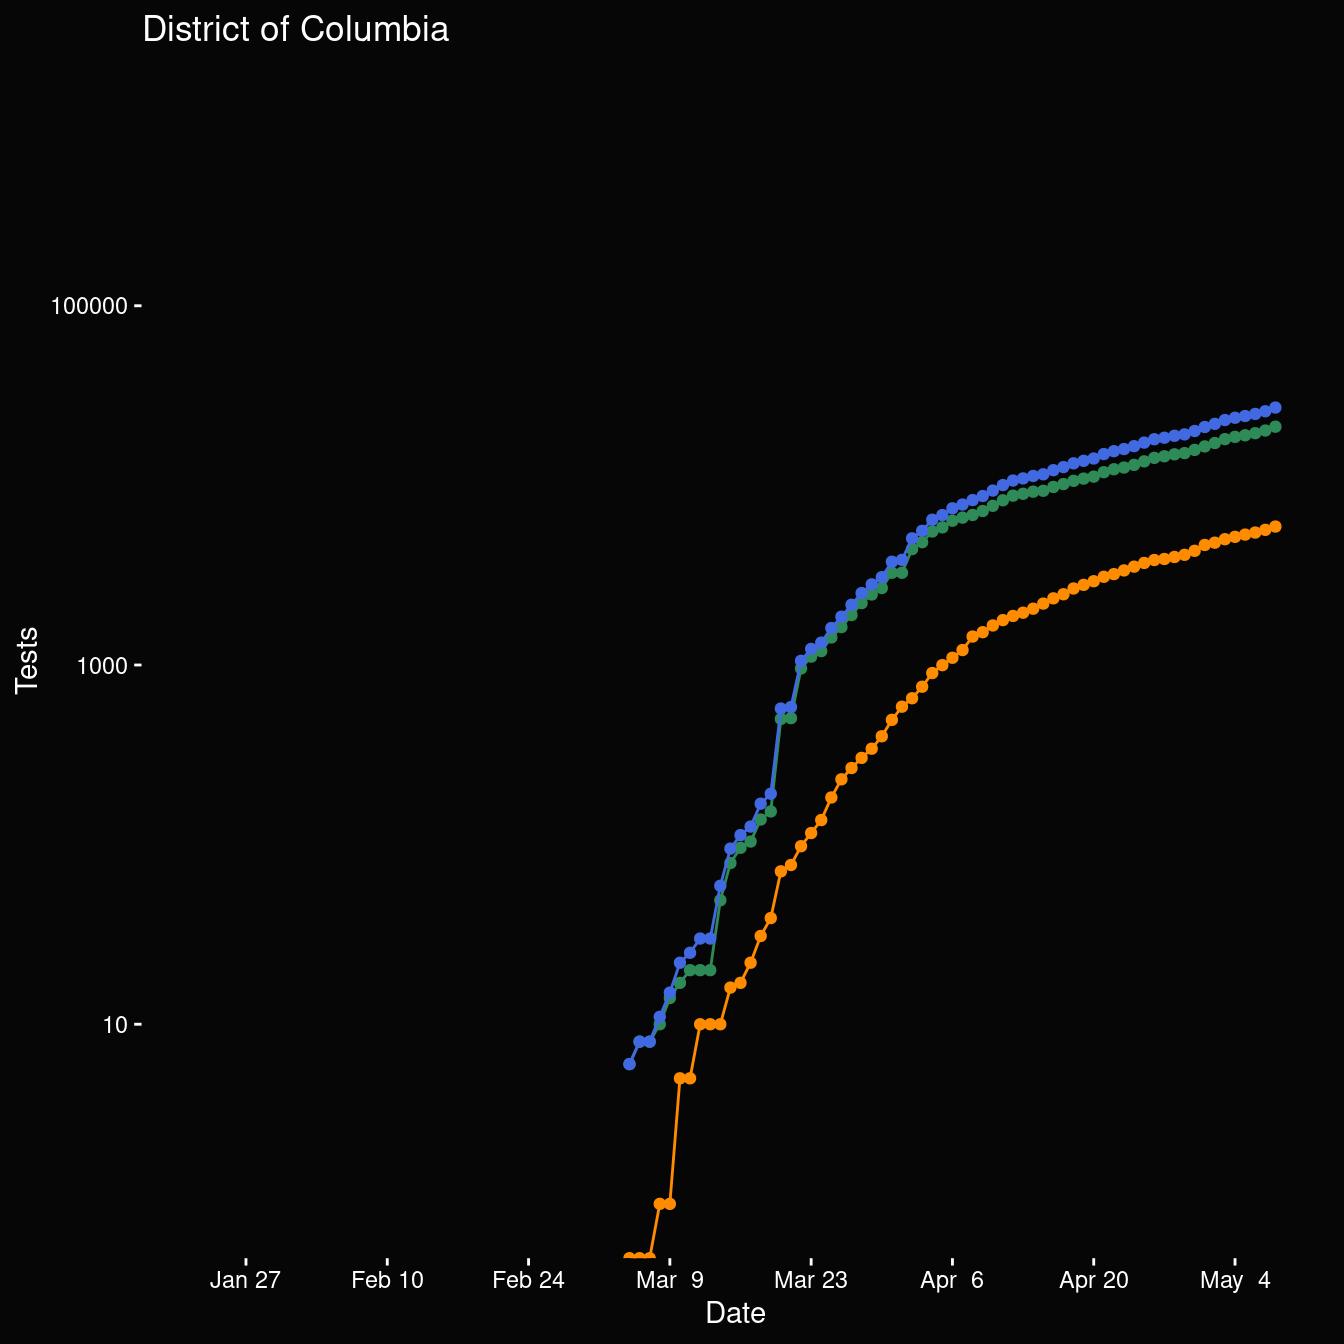 District of Columbia
100000
1000
10
Tests
Jan 27
Feb 10
Feb 24
Mar  9
Mar 23
Apr  6
Apr 20
May  4
Date